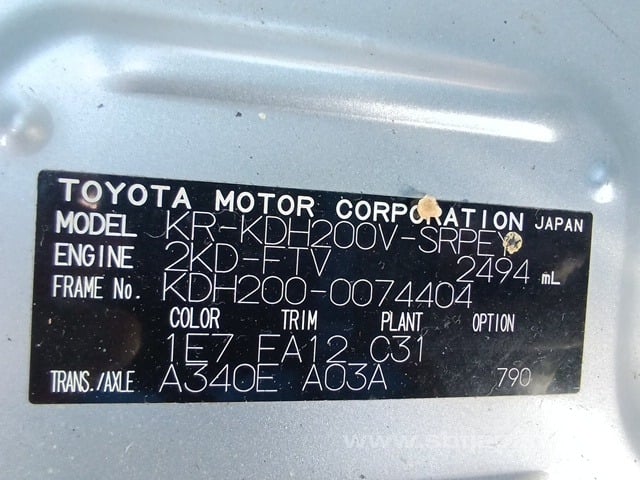 TOYOTA MOTOR CORPORATION JAPAN
MODEL KR-KDH200V-SRPEY
ENGINE 2KD-FTV 2494 mL
FRAME No. KDH200-0074404
COLOR TRIM PLANT OPTION
1E7 FA12 C31
TRANS./AXLE A340E A03A 790